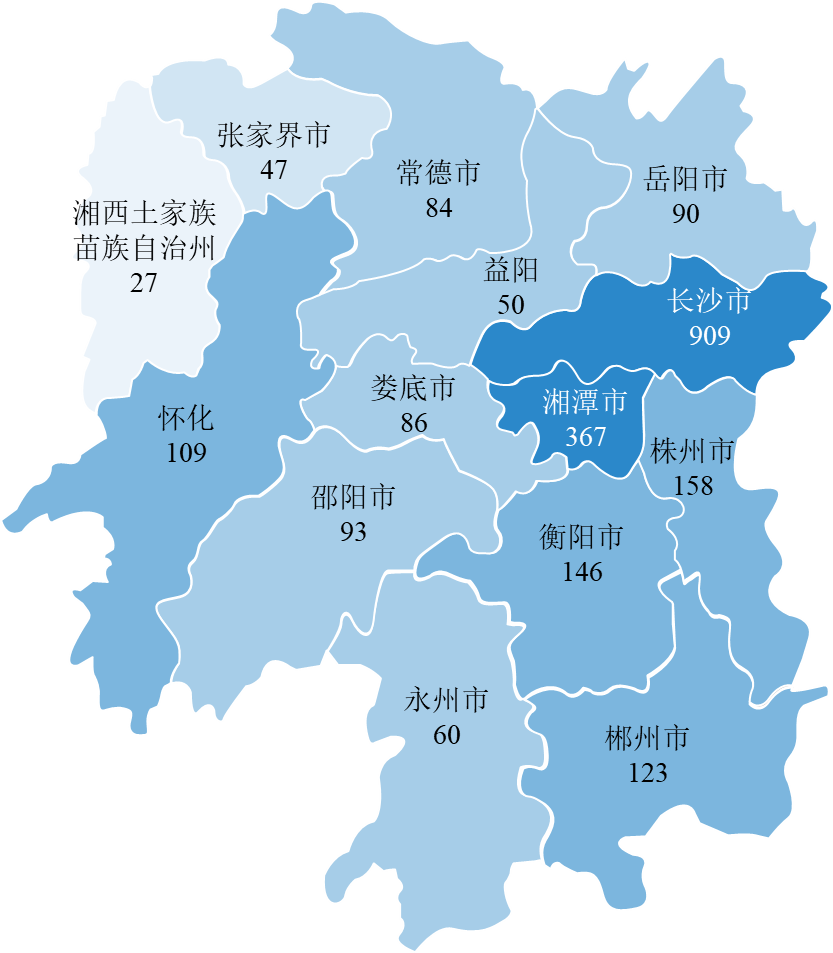 张家界市
47
常德市
84
岳阳市
90
湘西土家族
苗族自治州
27
益阳
50
长沙市
909
娄底市
86
湘潭市
367
怀化
109
株州市
158
邵阳市
93
衡阳市
146
永州市
60
郴州市
123